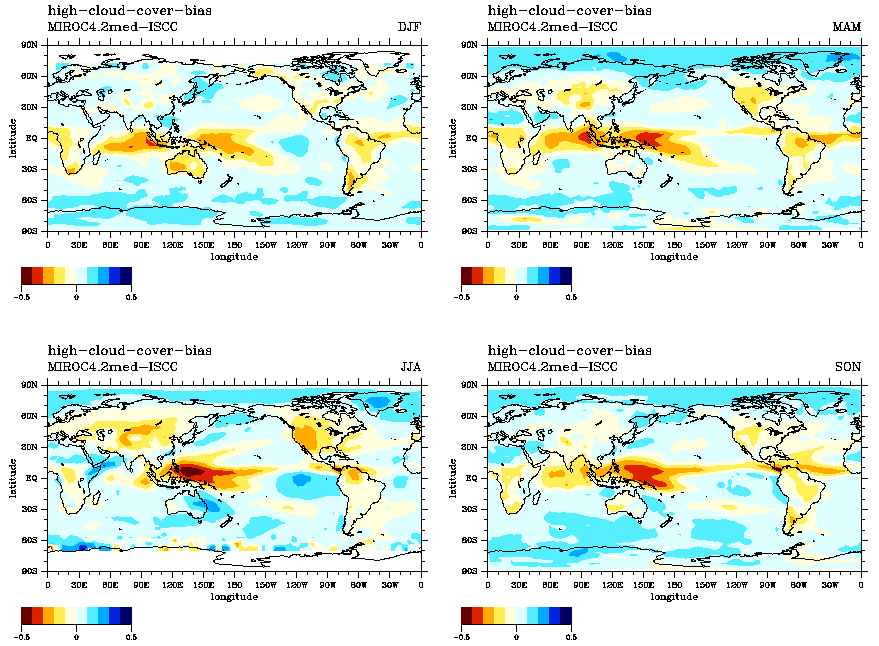 high-cloud-cover-bias
MIROC4.2med-ISCC DJF
90N
60N
30N
EQ
30S
60S
90S
latitude
0 30E 60E 90E 120E 150E 180 150W 120W 90W 60W 30W 0
longitude
-0.5 0 0.5
high-cloud-cover-bias
MIROC4.2med-ISCC MAM
90N
60N
30N
EQ
30S
60S
90S
latitude
0 30E 60E 90E 120E 150E 180 150W 120W 90W 60W 30W 0
longitude
-0.5 0 0.5
high-cloud-cover-bias
MIROC4.2med-ISCC JJA
90N
60N
30N
EQ
30S
60S
90S
latitude
0 30E 60E 90E 120E 150E 180 150W 120W 90W 60W 30W 0
longitude
-0.5 0 0.5
high-cloud-cover-bias
MIROC4.2med-ISCC SON
90N
60N
30N
EQ
30S
60S
90S
latitude
0 30E 60E 90E 120E 150E 180 150W 120W 90W 60W 30W 0
longitude
-0.5 0 0.5